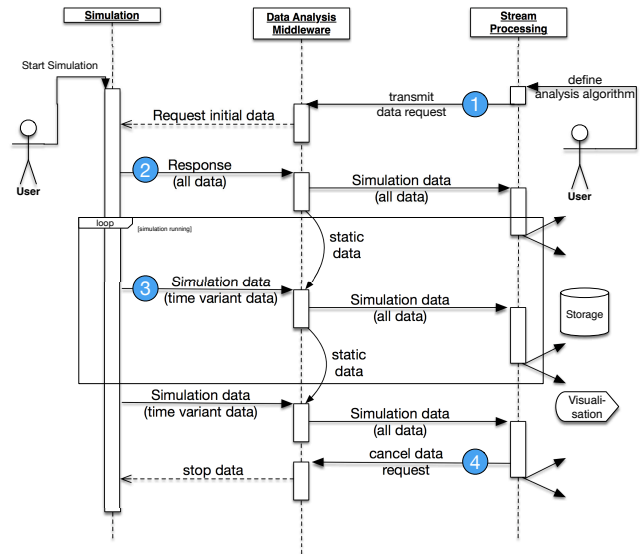 Simulation
Data Analysis
Middleware
Stream
Processing
Start Simulation
define
analysis algorithm
transmit
data request
1
Request initial data
User
User
2
Response
(all data)
Simulation data
(all data)
loop
[simulation running]
static
data
3
Simulation data
(time variant data)
Simulation data
(all data)
Storage
static
data
Simulation data
(time variant data)
Visuali-
sation
Simulation data
(all data)
cancel data
request
4
stop data